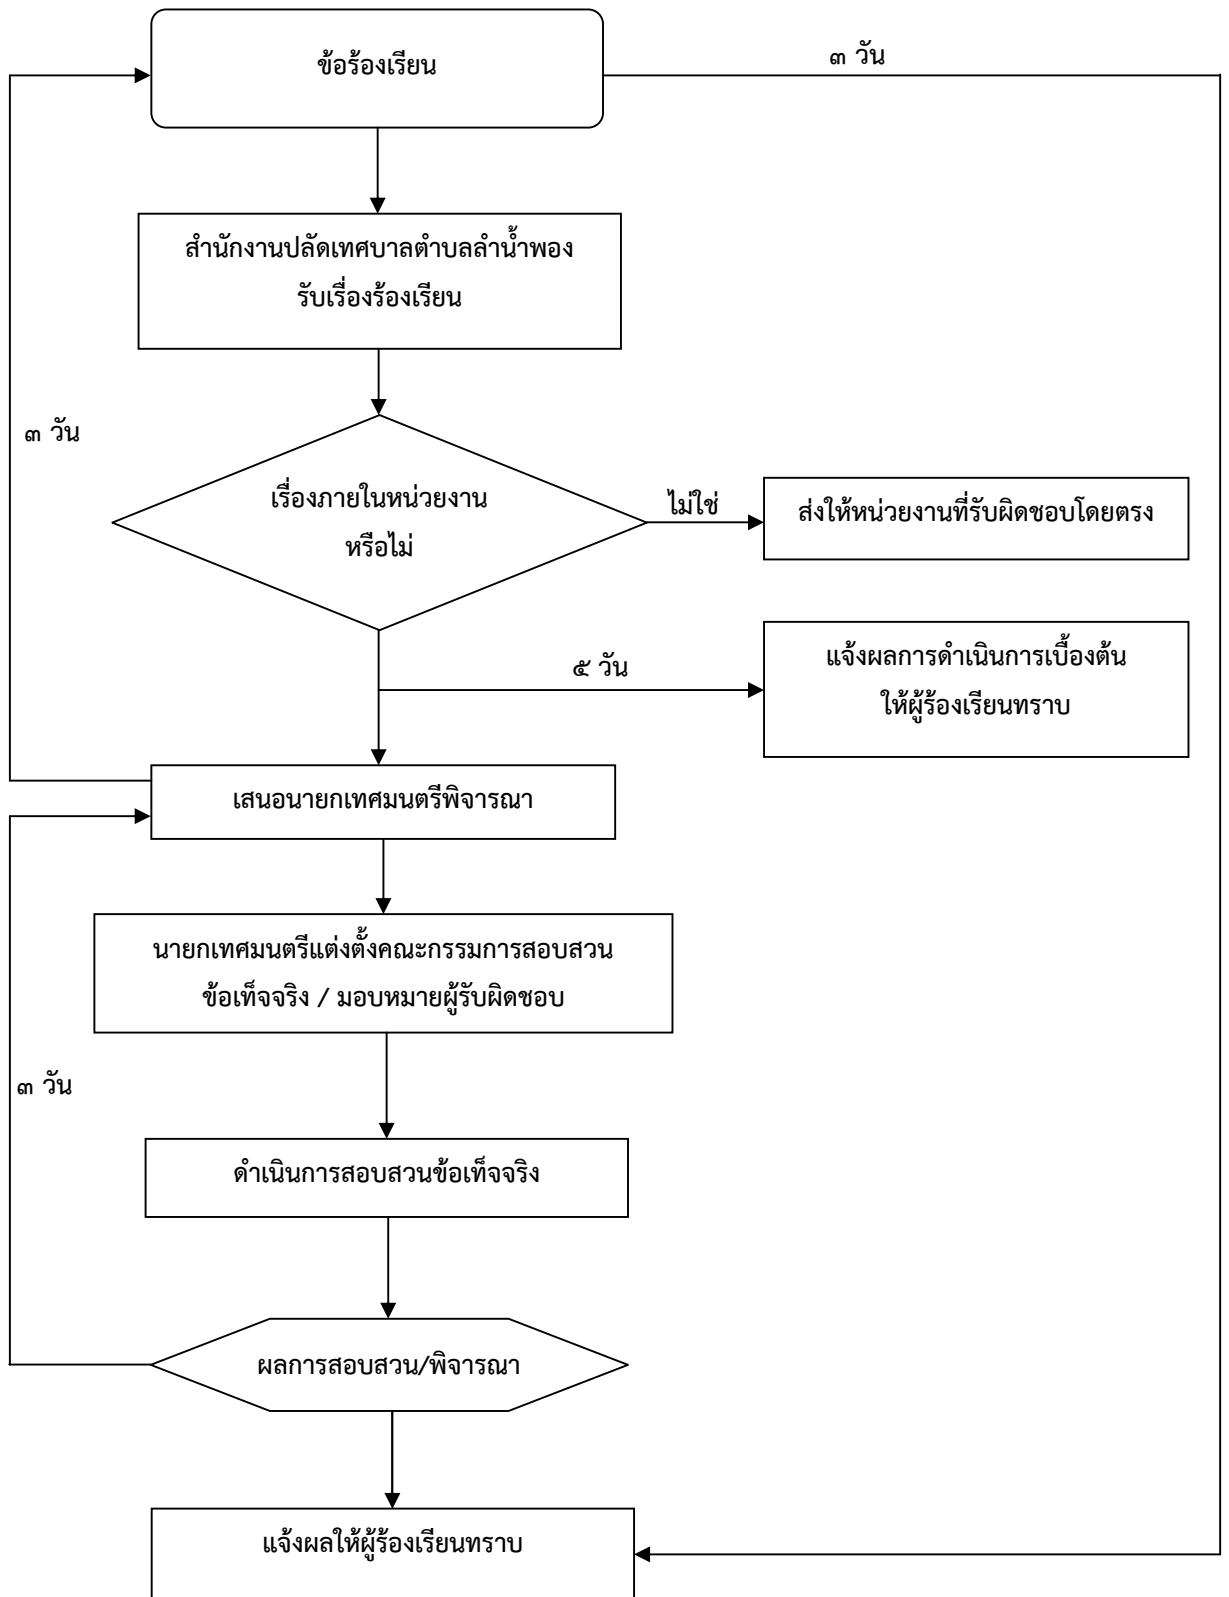 ข้อร้องเรียน
๓ วัน
สำนักงานปลัดเทศบาลตำบลลำน้ำพอง
รับเรื่องร้องเรียน
๓ วัน
เรื่องภายในหน่วยงาน
หรือไม่
ไม่ใช่
ส่งให้หน่วยงานที่รับผิดชอบโดยตรง
๕ วัน
แจ้งผลการดำเนินการเบื้องต้น
ให้ผู้ร้องเรียนทราบ
เสนอนายกเทศมนตรีพิจารณา
นายกเทศมนตรีแต่งตั้งคณะกรรมการสอบสวน
ข้อเท็จจริง / มอบหมายผู้รับผิดชอบ
๓ วัน
ดำเนินการสอบสวนข้อเท็จจริง
ผลการสอบสวน/พิจารณา
แจ้งผลให้ผู้ร้องเรียนทราบ